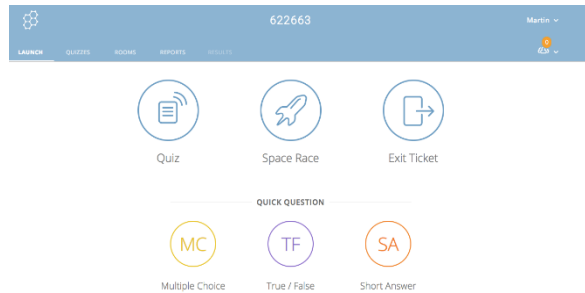 622663
Martin
LAUNCH QUIZZES ROOMS REPORTS RESULTS
0
Quiz Space Race Exit Ticket
QUICK QUESTION
MC TF SA
Multiple Choice True / False Short Answer